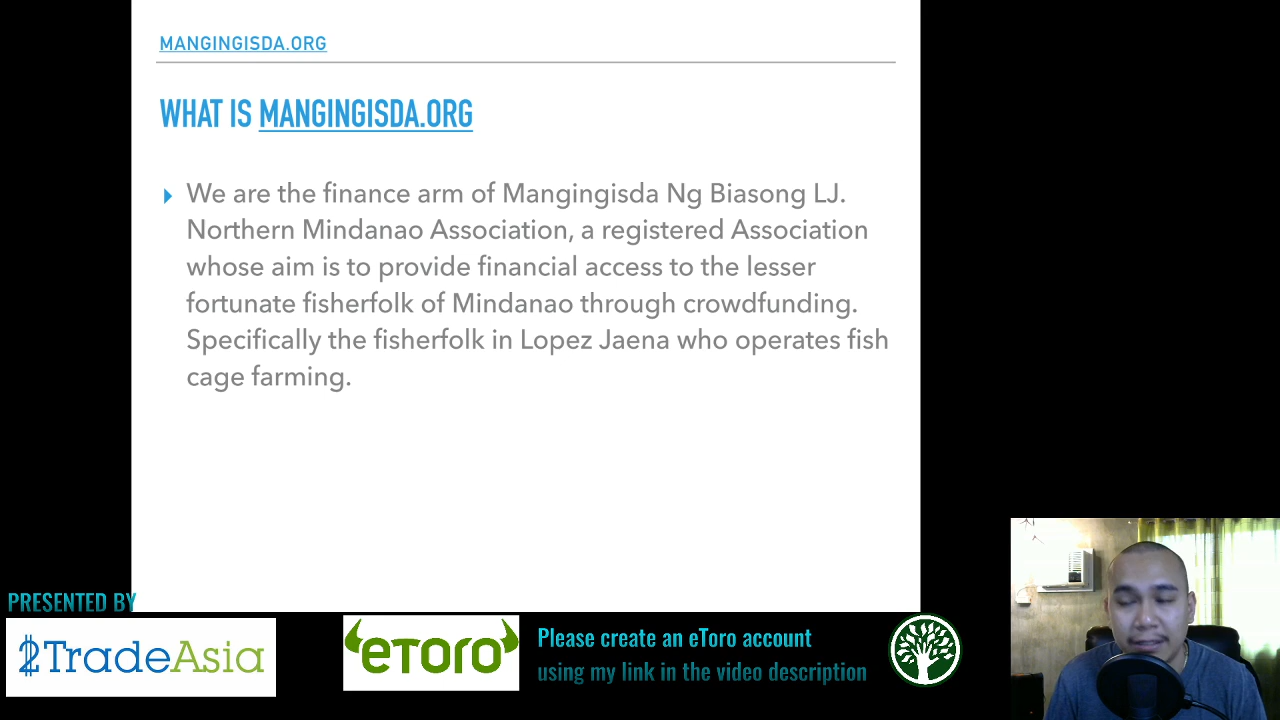 MANGINGISDA.ORG
WHAT IS MANGINGISDA.ORG
We are the finance arm of Mangingisda Ng Biasong LJ.
Northern Mindanao Association, a registered Association
whose aim is to provide financial access to the lesser
fortunate fisherfolk of Mindanao through crowdfunding.
Specifically the fisherfolk in Lopez Jaena who operates fish
cage farming.
PRESENTED BY
2TradeAsia
eToro
Please create an eToro account
using my link in the video description